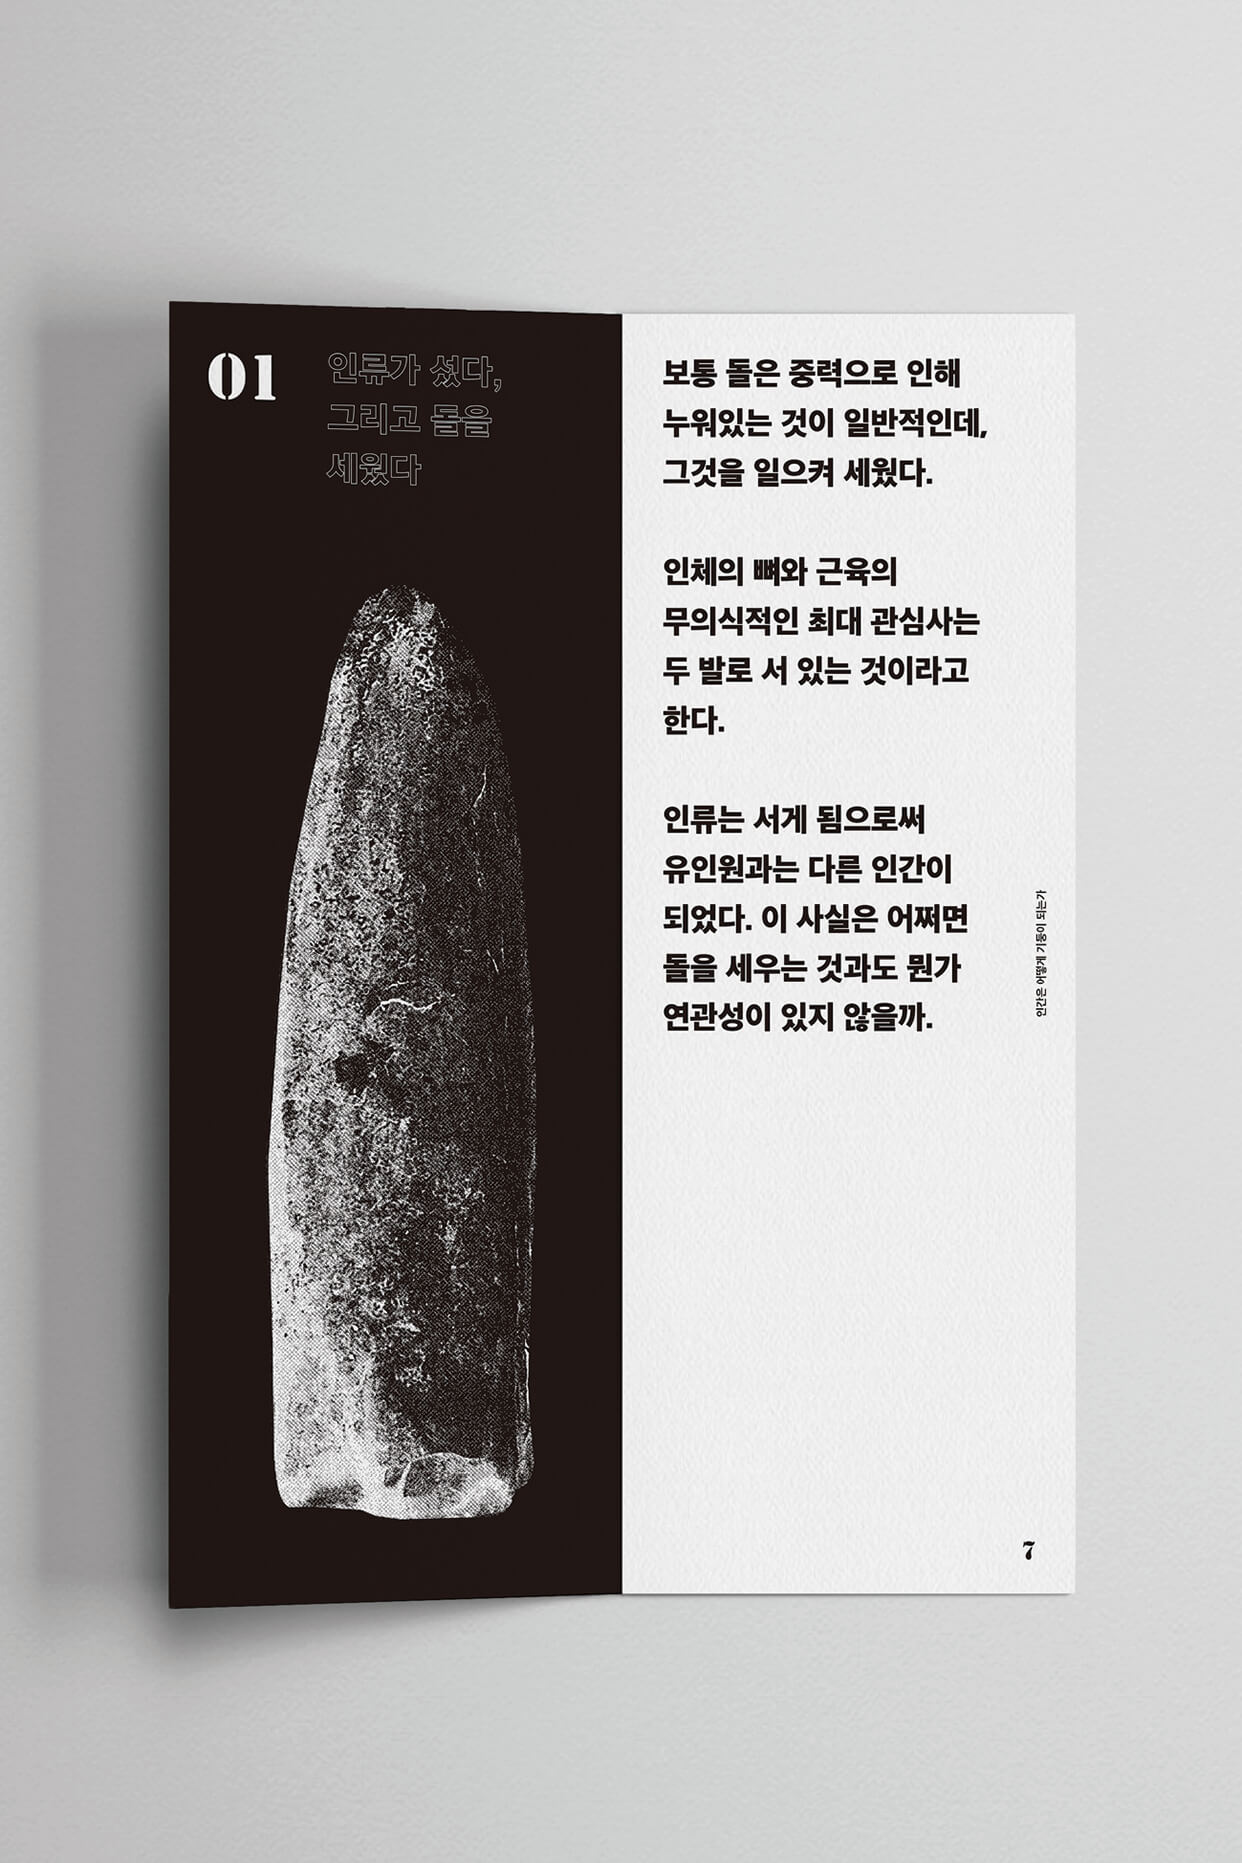 01
인류가 섰다,
그리고 돌을
세웠다
보통 돌은 중력으로 인해
누워있는 것이 일반적인데,
그것을 일으켜 세웠다.
인체의 뼈와 근육의
무의식적인 최대 관심사는
두 발로 서 있는 것이라고
한다.
인류는 서게 됨으로써
유인원과는 다른 인간이
되었다. 이 사실은 어쩌면
돌을 세우는 것과도 뭔가
연관성이 있지 않을까.
인간은 어떻게 기둥이 되는가
7